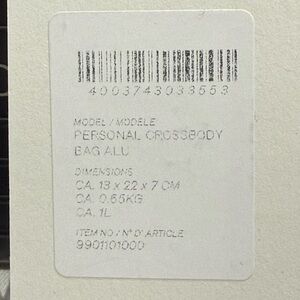 4003743033553
MODEL / MODÈLE
PERSONAL CROSSBODY
BAG ALU
DIMENSIONS
CA. 13 x 22 x 7 CM
CA. 0.65KG
CA. 1L
ITEM NO / N° D'ARTICLE
9901101000